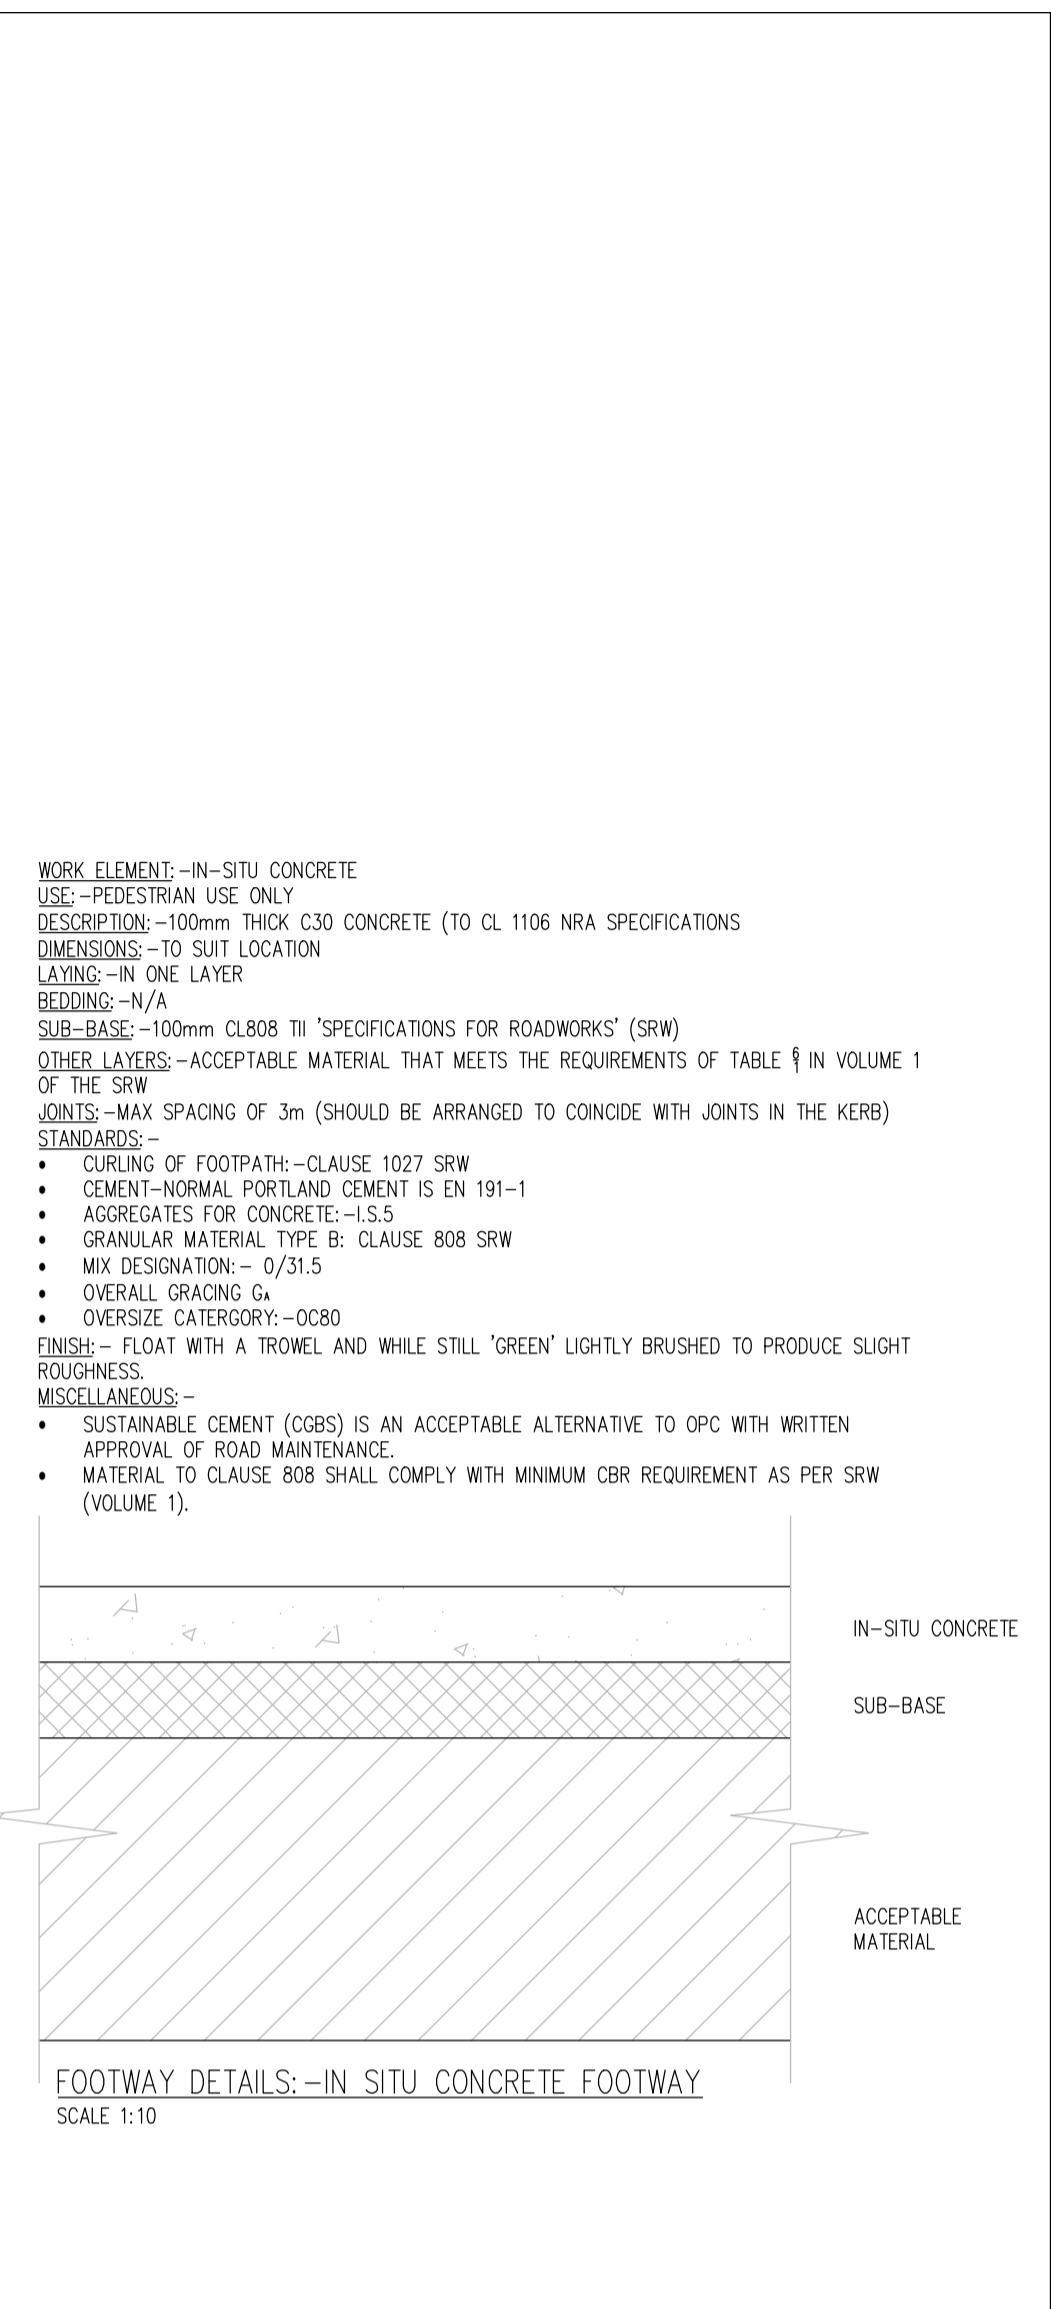 WORK ELEMENT:-IN-SITU CONCRETE
USE:-PEDESTRIAN USE ONLY
DESCRIPTION:-100mm THICK C30 CONCRETE (TO CL 1106 NRA SPECIFICATIONS
DIMENSIONS:-TO SUIT LOCATION
LAYING:-IN ONE LAYER
BEDDING:-N/A
SUB-BASE:-100mm CL808 TII 'SPECIFICATIONS FOR ROADWORKS' (SRW)
OTHER LAYERS:-ACCEPTABLE MATERIAL THAT MEETS THE REQUIREMENTS OF TABLE 6/1 IN VOLUME 1
OF THE SRW
JOINTS:-MAX SPACING OF 3m (SHOULD BE ARRANGED TO COINCIDE WITH JOINTS IN THE KERB)
STANDARDS:-
• CURLING OF FOOTPATH:-CLAUSE 1027 SRW
• CEMENT-NORMAL PORTLAND CEMENT IS EN 191-1
• AGGREGATES FOR CONCRETE:-I.S.5
• GRANULAR MATERIAL TYPE B: CLAUSE 808 SRW
• MIX DESIGNATION:- 0/31.5
• OVERALL GRACING GA
• OVERSIZE CATERGORY:-OC80
FINISH:- FLOAT WITH A TROWEL AND WHILE STILL 'GREEN' LIGHTLY BRUSHED TO PRODUCE SLIGHT
ROUGHNESS.
MISCELLANEOUS:-
• SUSTAINABLE CEMENT (CGBS) IS AN ACCEPTABLE ALTERNATIVE TO OPC WITH WRITTEN
APPROVAL OF ROAD MAINTENANCE.
• MATERIAL TO CLAUSE 808 SHALL COMPLY WITH MINIMUM CBR REQUIREMENT AS PER SRW
(VOLUME 1).
IN-SITU CONCRETE
SUB-BASE
ACCEPTABLE
MATERIAL
FOOTWAY DETAILS:-IN SITU CONCRETE FOOTWAY
SCALE 1:10